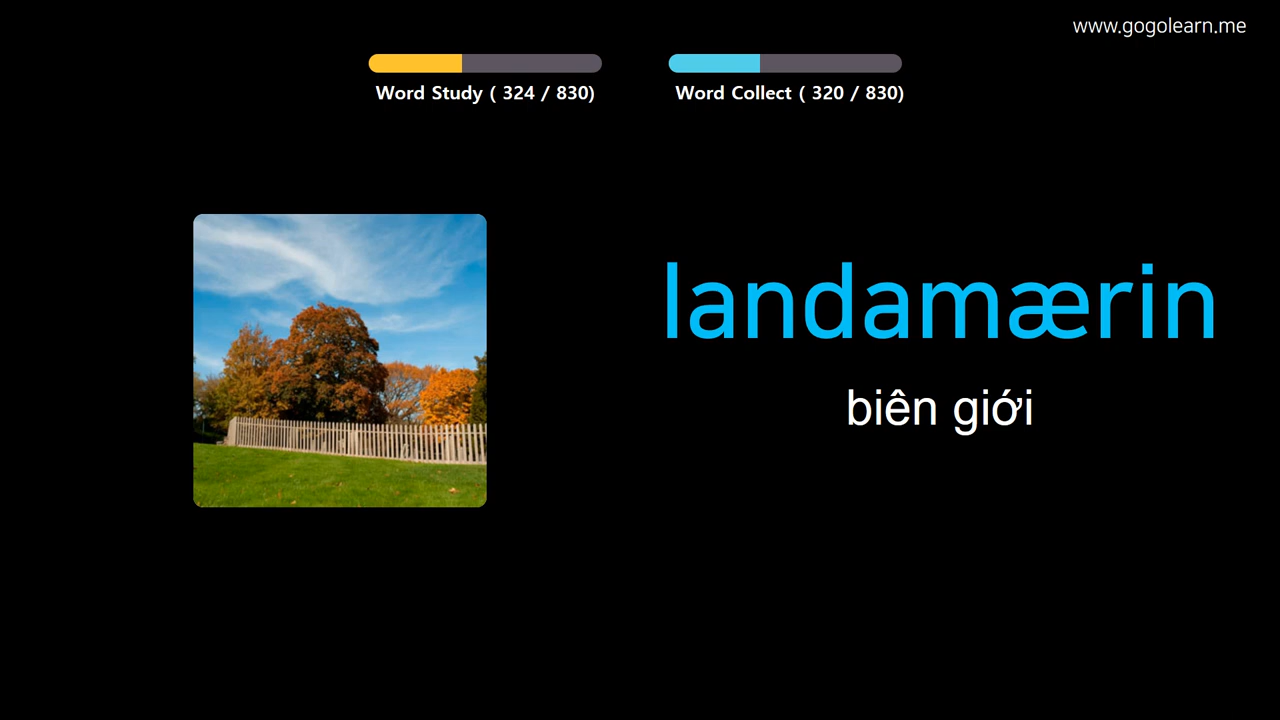 www.gogolearn.me
Word Study ( 324 / 830)
Word Collect ( 320 / 830)
landamærin
biên giới